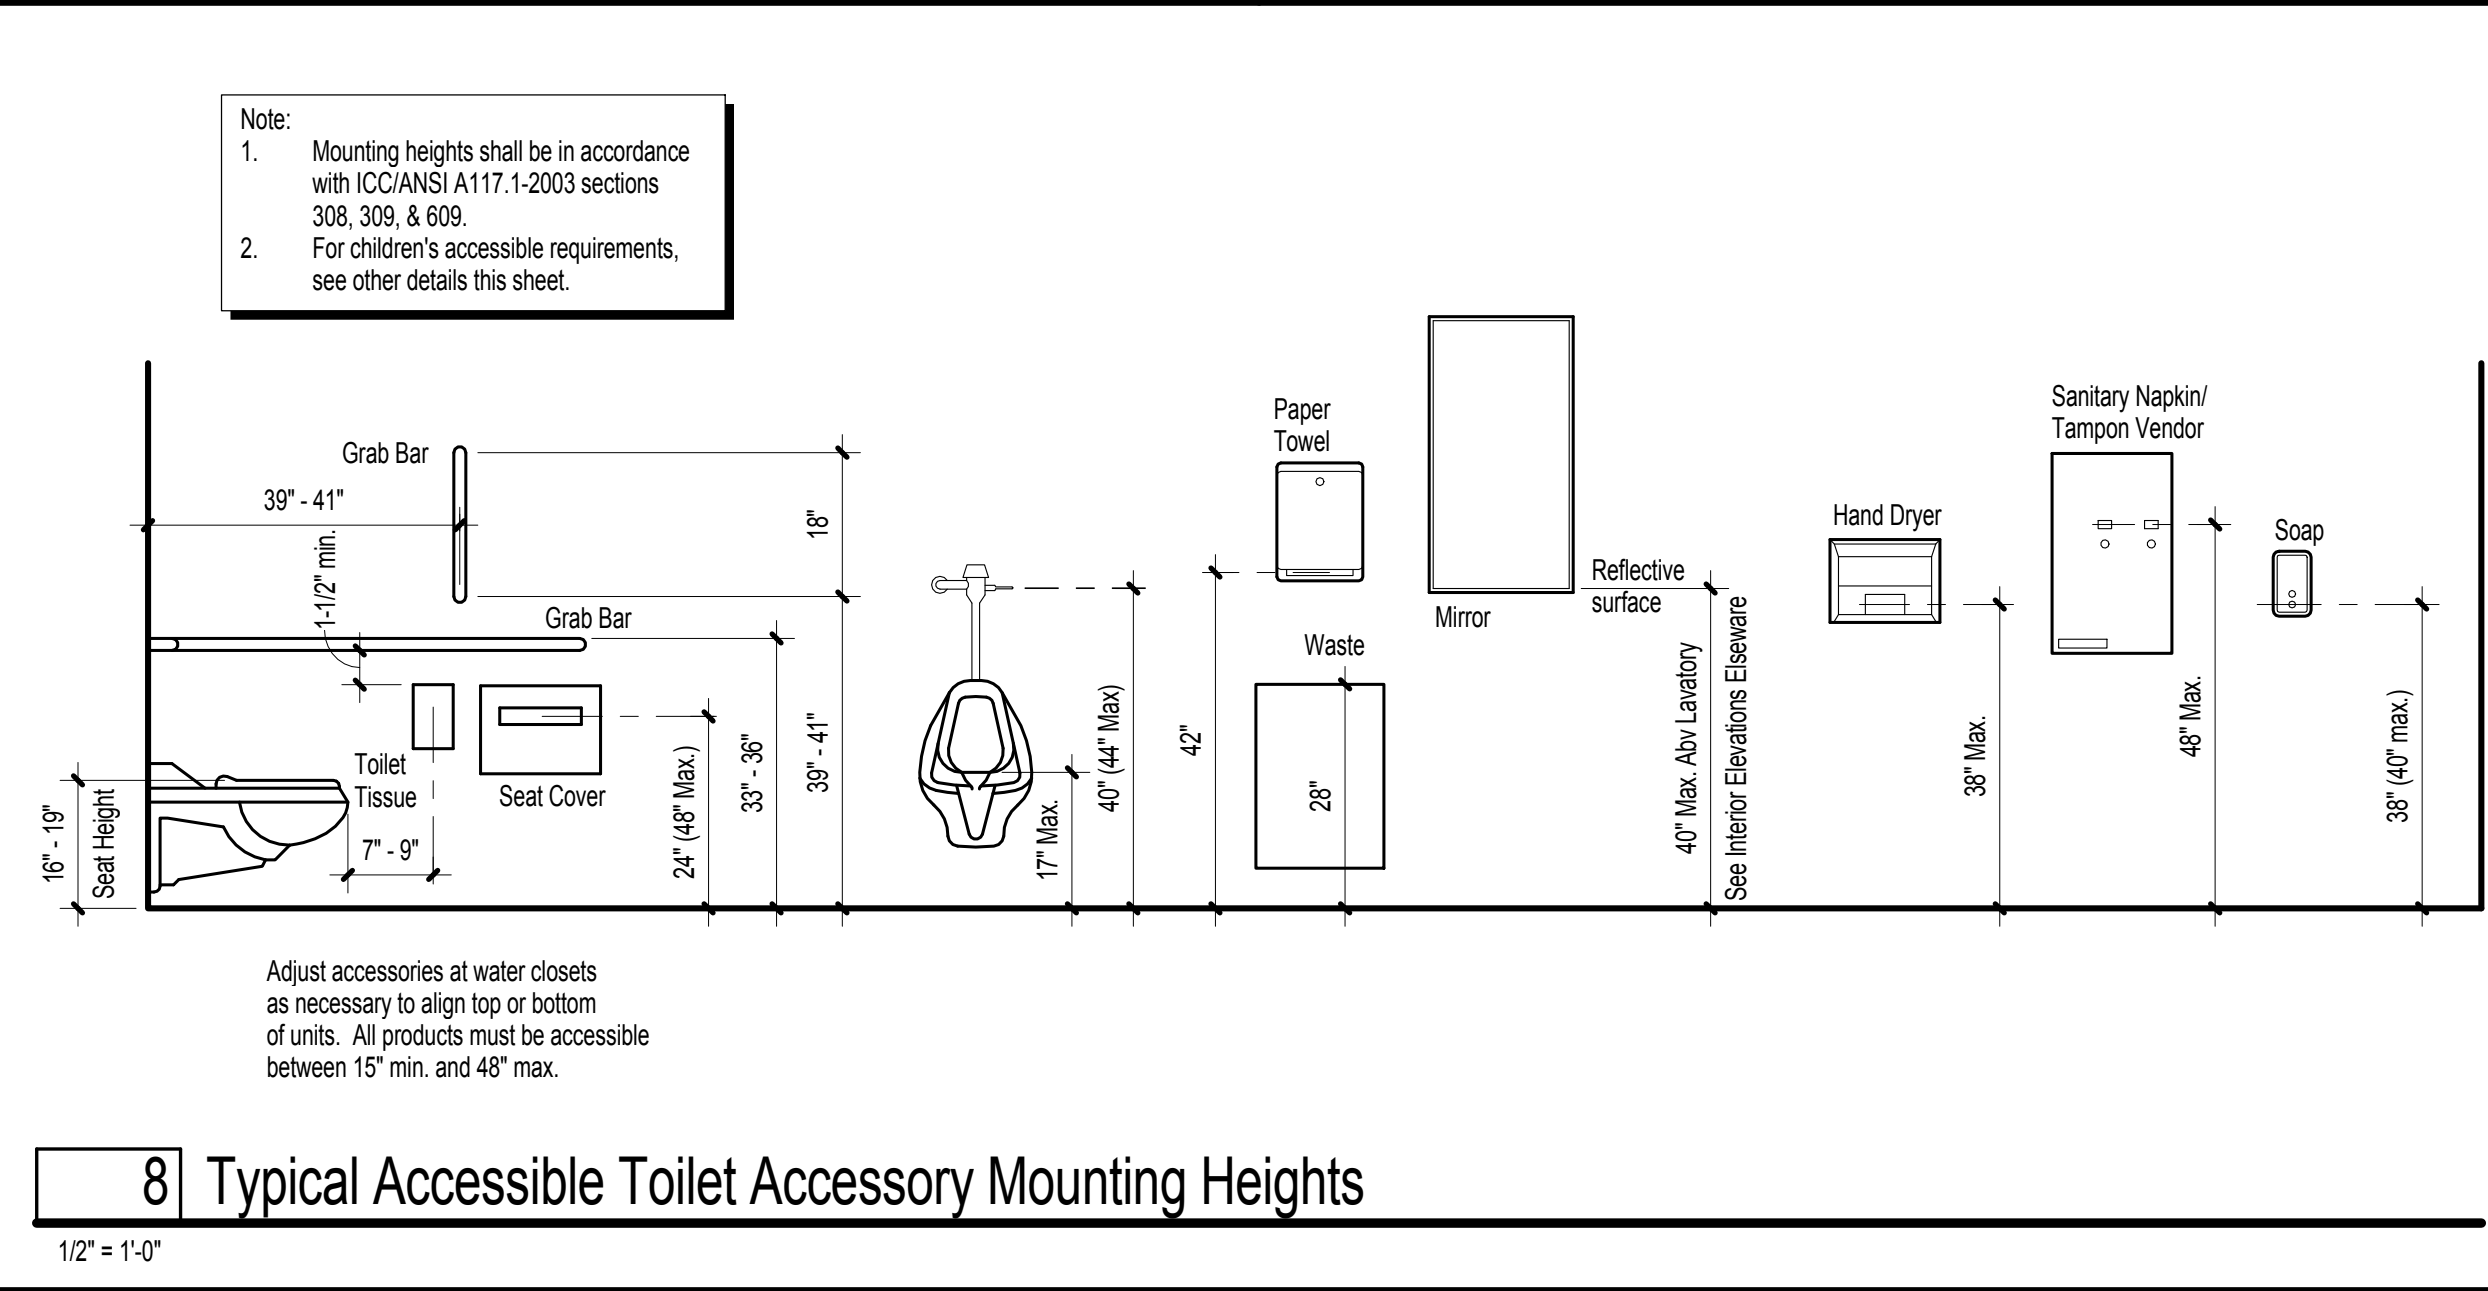 Note:
1. Mounting heights shall be in accordance
with ICC/ANSI A117.1-2003 sections
308, 309, & 609.
2. For children's accessible requirements,
see other details this sheet.
Grab Bar
39" - 41"
1-1/2" min.
Grab Bar
18"
Toilet
Tissue
Seat Cover
7" - 9"
16" - 19"
Seat Height
24" (48" Max.)
33" - 36"
39" - 41"
17" Max.
40" (44" Max)
42"
Paper
Towel
Waste
28"
Mirror
Reflective
surface
40" Max. Abv Lavatory
See Interior Elevations Elseware
Hand Dryer
38" Max.
Sanitary Napkin/
Tampon Vendor
48" Max.
Soap
38" (40" max.)
Adjust accessories at water closets
as necessary to align top or bottom
of units. All products must be accessible
between 15" min. and 48" max.
8 Typical Accessible Toilet Accessory Mounting Heights
1/2" = 1'-0"